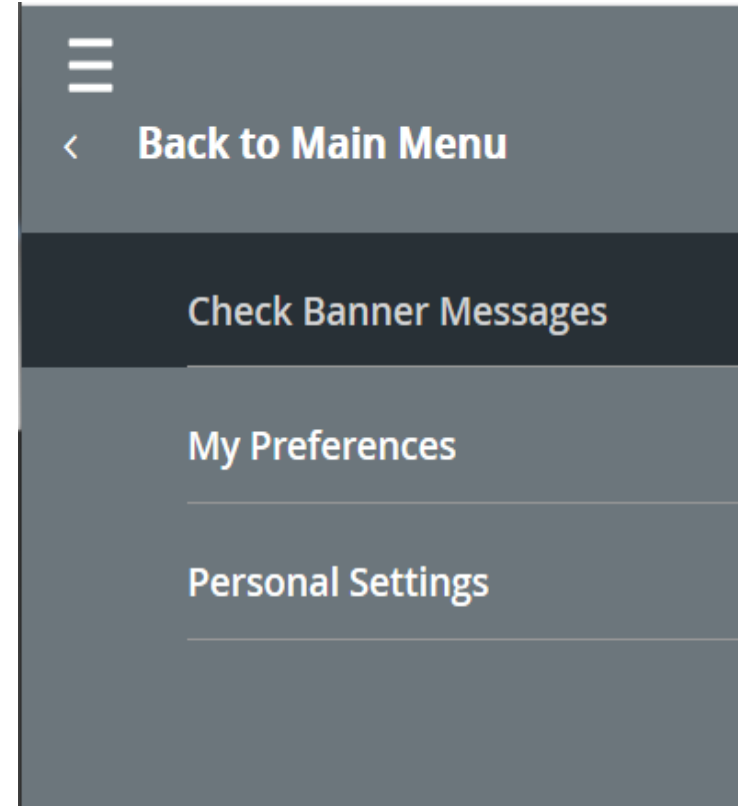 Back to Main Menu
Check Banner Messages
My Preferences
Personal Settings